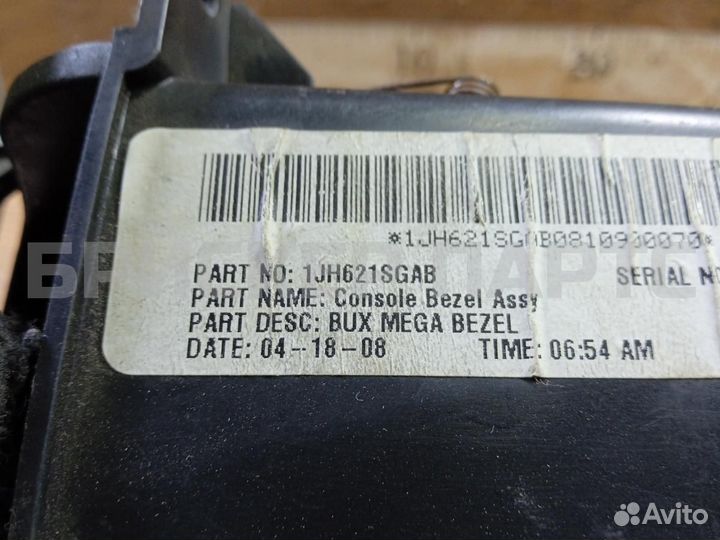 *1JH621SGAB0810900070*
PART NO: 1JH621SGAB
SERIAL
PART NAME: Console Bezel Assy
PART DESC: BUX MEGA BEZEL
DATE: 04-18-08 TIME: 06:54 AM
Avito